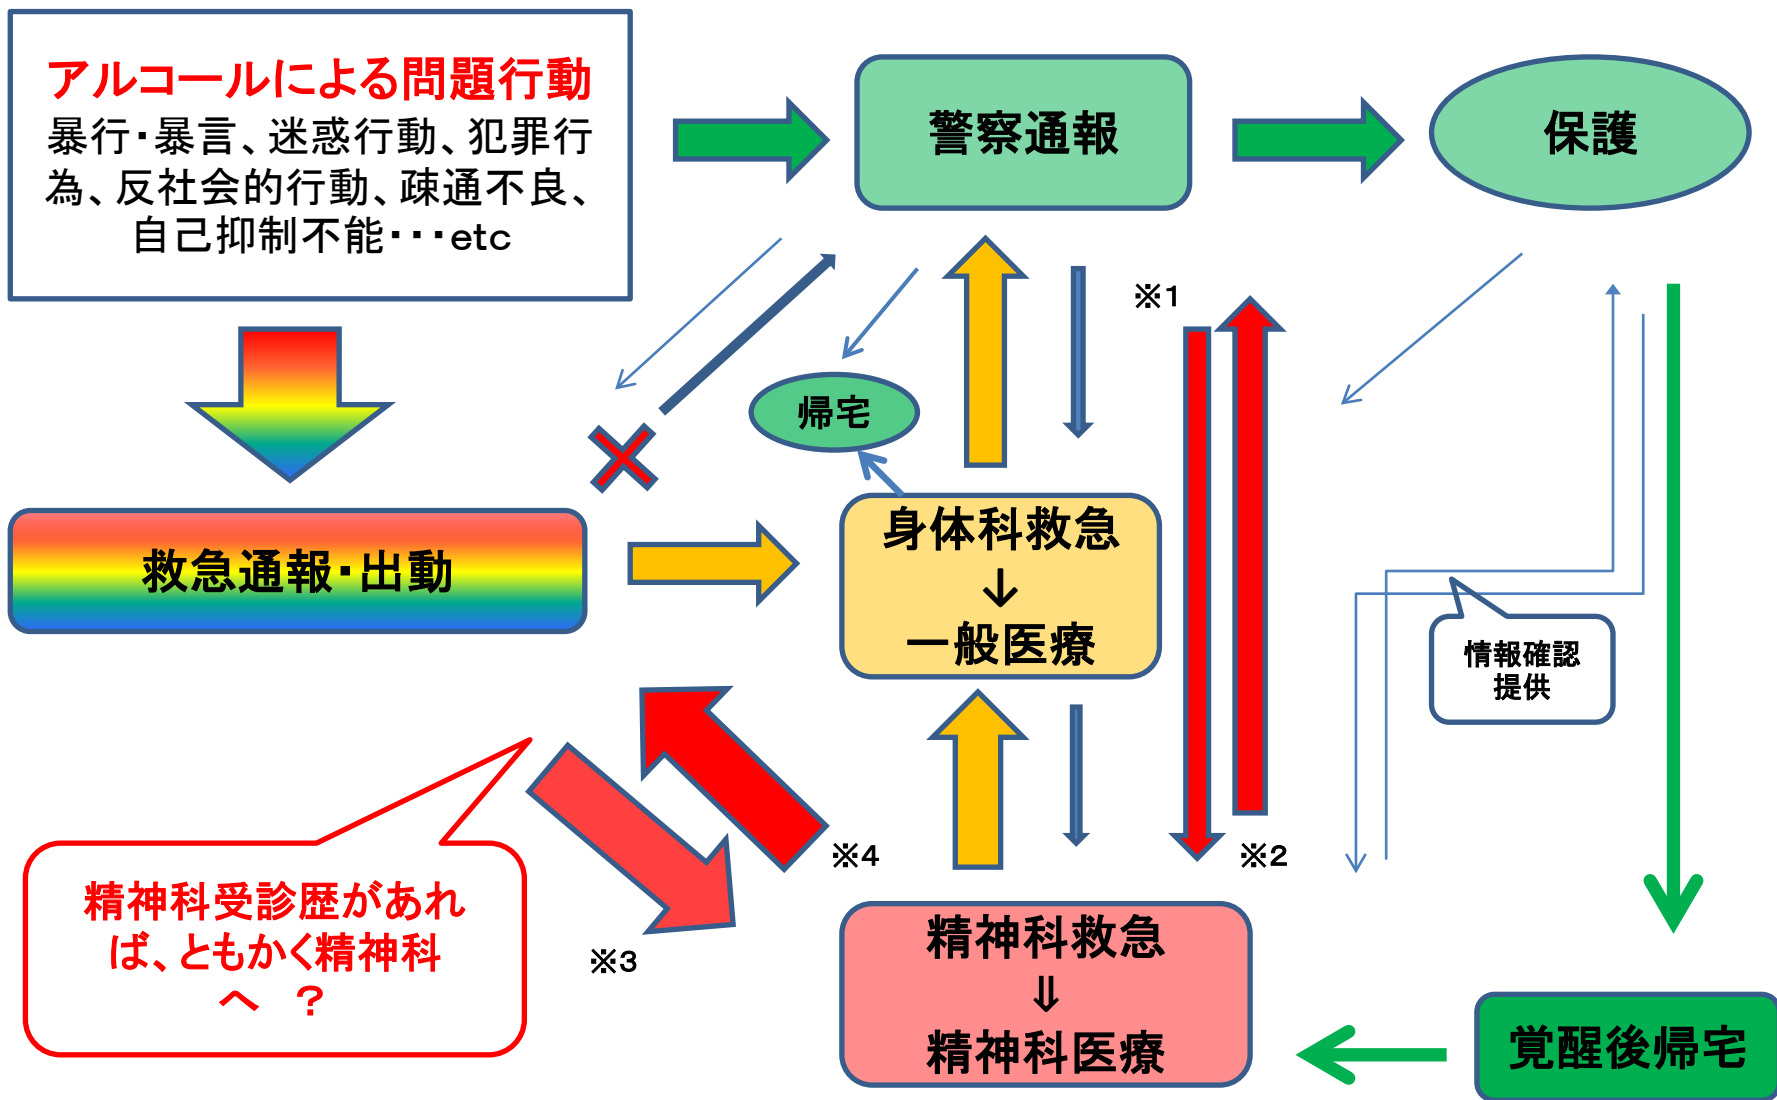 アルコールによる問題行動
暴行・暴言、迷惑行動、犯罪行
為、反社会的行動、疎通不良、
自己抑制不能・・・etc
警察通報
保護
※1
帰宅
救急通報・出動
身体科救急
↓
一般医療
情報確認
提供
※4
※2
精神科受診歴があれ
ば、ともかく精神科
へ ?
※3
精神科救急
⇓
精神科医療
覚醒後帰宅